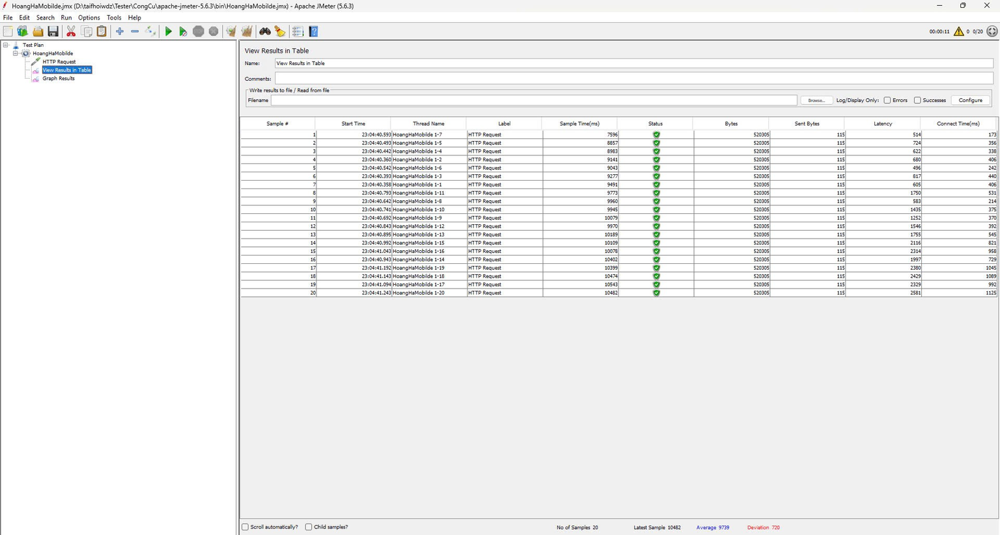 HoangHaMobilde.jmx (D:\taifhoiwdz\Tester\CongCu\apache-jmeter-5.6.3\bin\HoangHaMobilde.jmx) - Apache JMeter (5.6.3)
File Edit Search Run Options Tools Help
00:00:11 0 0/20
Test Plan
HoangHaMobilde
HTTP Request
View Results in Table
Graph Results
View Results in Table
Name: View Results in Table
Comments:
Write results to file / Read from file
Filename Browse... Log/Display Only: Errors Successes Configure
Sample # Start Time Thread Name Label Sample Time(ms) Status Bytes Sent Bytes Latency Connect Time(ms)
1 23:04:40.593 HoangHaMobilde 1-7 HTTP Request 7596 520305 115 514 173
2 23:04:40.493 HoangHaMobilde 1-5 HTTP Request 8857 520305 115 724 356
3 23:04:40.442 HoangHaMobilde 1-4 HTTP Request 8983 520305 115 622 338
4 23:04:40.360 HoangHaMobilde 1-2 HTTP Request 9141 520305 115 680 406
5 23:04:40.542 HoangHaMobilde 1-6 HTTP Request 9043 520305 115 496 242
6 23:04:40.393 HoangHaMobilde 1-3 HTTP Request 9277 520305 115 817 440
7 23:04:40.358 HoangHaMobilde 1-1 HTTP Request 9491 520305 115 605 406
8 23:04:40.793 HoangHaMobilde 1-11 HTTP Request 9773 520305 115 1750 531
9 23:04:40.642 HoangHaMobilde 1-8 HTTP Request 9960 520305 115 583 214
10 23:04:40.741 HoangHaMobilde 1-10 HTTP Request 9945 520305 115 1435 375
11 23:04:40.692 HoangHaMobilde 1-9 HTTP Request 10079 520305 115 1252 370
12 23:04:40.843 HoangHaMobilde 1-12 HTTP Request 9970 520305 115 1546 392
13 23:04:40.895 HoangHaMobilde 1-13 HTTP Request 10189 520305 115 1755 545
14 23:04:40.992 HoangHaMobilde 1-15 HTTP Request 10109 520305 115 2116 821
15 23:04:41.043 HoangHaMobilde 1-16 HTTP Request 10078 520305 115 2314 958
16 23:04:40.943 HoangHaMobilde 1-14 HTTP Request 10402 520305 115 1997 729
17 23:04:41.192 HoangHaMobilde 1-19 HTTP Request 10399 520305 115 2380 1045
18 23:04:41.143 HoangHaMobilde 1-18 HTTP Request 10474 520305 115 2429 1089
19 23:04:41.094 HoangHaMobilde 1-17 HTTP Request 10543 520305 115 2329 992
20 23:04:41.243 HoangHaMobilde 1-20 HTTP Request 10482 520305 115 2581 1125
Scroll automatically? Child samples? No of Samples 20 Latest Sample 10482 Average 9739 Deviation 720